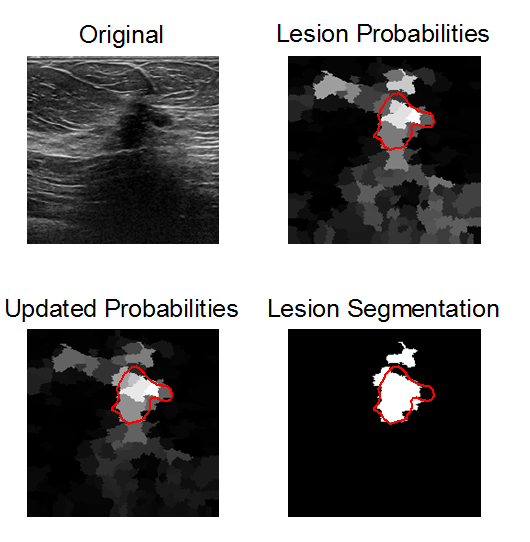 Original
Lesion Probabilities
Updated Probabilities
Lesion Segmentation